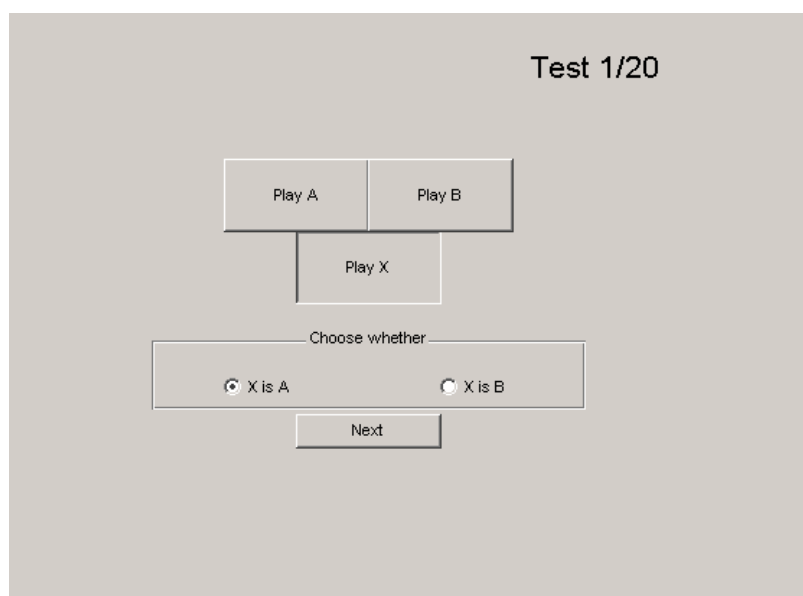 Test 1/20
Play A Play B
Play X
Choose whether
X is A X is B
Next